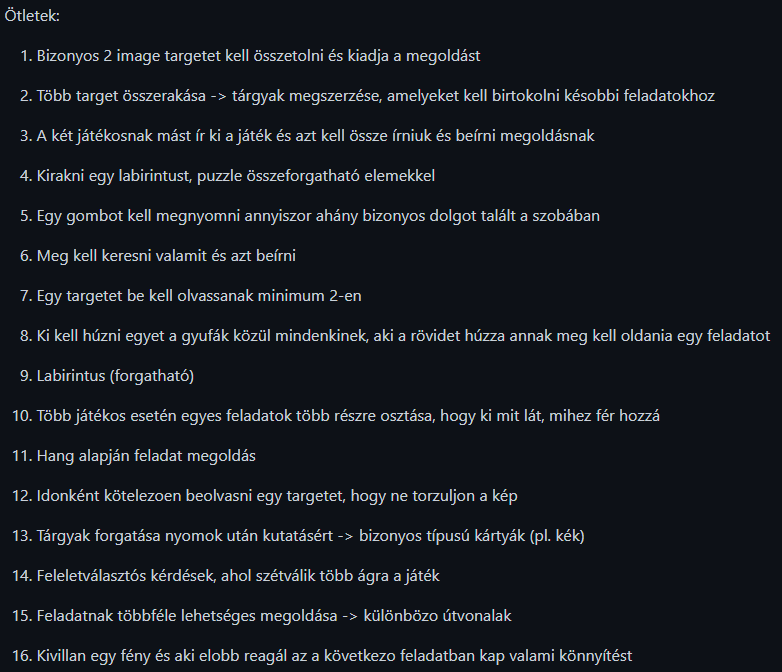 Ötletek:
1. Bizonyos 2 image targetet kell összetolni és kiadja a megoldást
2. Több target összerakása -> tárgyak megszerzése, amelyeket kell birtokolni késobbi feladatokhoz
3. A két játékosnak mást ír ki a játék és azt kell össze írniuk és beírni megoldásnak
4. Kirakni egy labirintust, puzzle összeforgatható elemekkel
5. Egy gombot kell megnyomni annyiszor ahány bizonyos dolgot talált a szobában
6. Meg kell keresni valamit és azt beírni
7. Egy targetet be kell olvassanak minimum 2-en
8. Ki kell húzni egyet a gyufák közül mindenkinek, aki a rövidet húzza annak meg kell oldania egy feladatot
9. Labirintus (forgatható)
10. Több játékos esetén egyes feladatok több részre osztása, hogy ki mit lát, mihez fér hozzá
11. Hang alapján feladat megoldás
12. Idonként kötelezoen beolvasni egy targetet, hogy ne torzuljon a kép
13. Tárgyak forgatása nyomok után kutatásért -> bizonyos típusú kártyák (pl. kék)
14. Feleletválasztós kérdések, ahol szétválik több ágra a játék
15. Feladatnak többféle lehetséges megoldása -> különbözo útvonalak
16. Kivillan egy fény és aki elobb reagál az a következo feladatban kap valami könnyítést